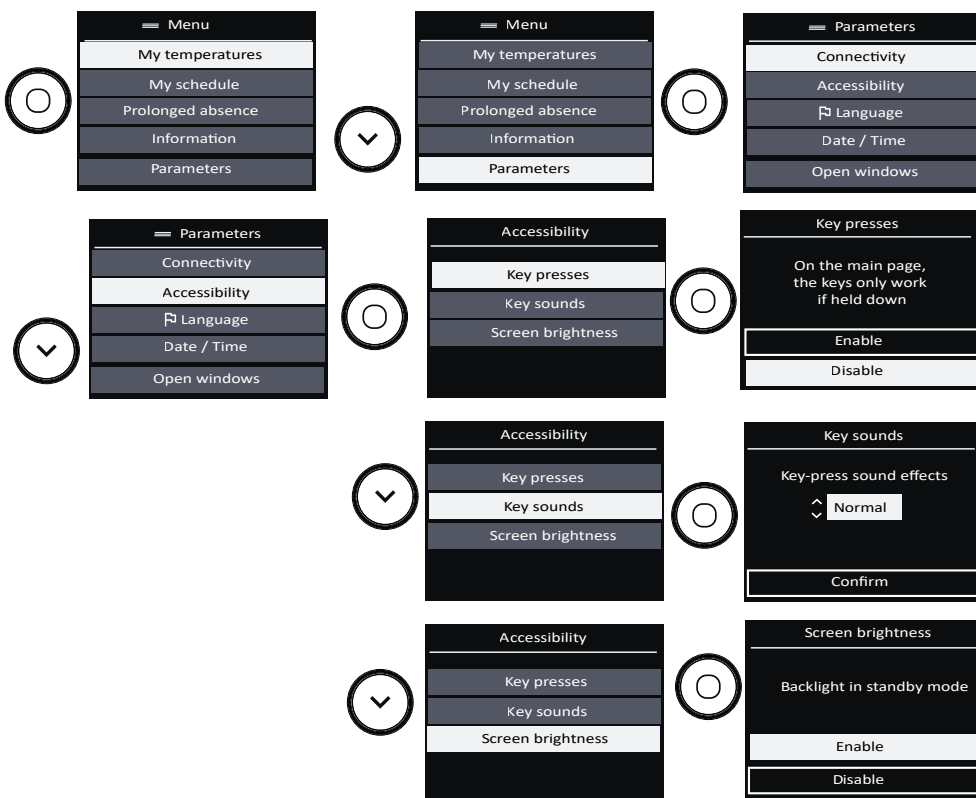 Menu
My temperatures
My schedule
Prolonged absence
Information
Parameters
Menu
My temperatures
My schedule
Prolonged absence
Information
Parameters
Parameters
Connectivity
Accessibility
Language
Date / Time
Open windows
Parameters
Connectivity
Accessibility
Language
Date / Time
Open windows
Accessibility
Key presses
Key sounds
Screen brightness
Key presses
On the main page,
the keys only work
if held down
Enable
Disable
Accessibility
Key presses
Key sounds
Screen brightness
Key sounds
Key-press sound effects
Normal
Confirm
Accessibility
Key presses
Key sounds
Screen brightness
Screen brightness
Backlight in standby mode
Enable
Disable